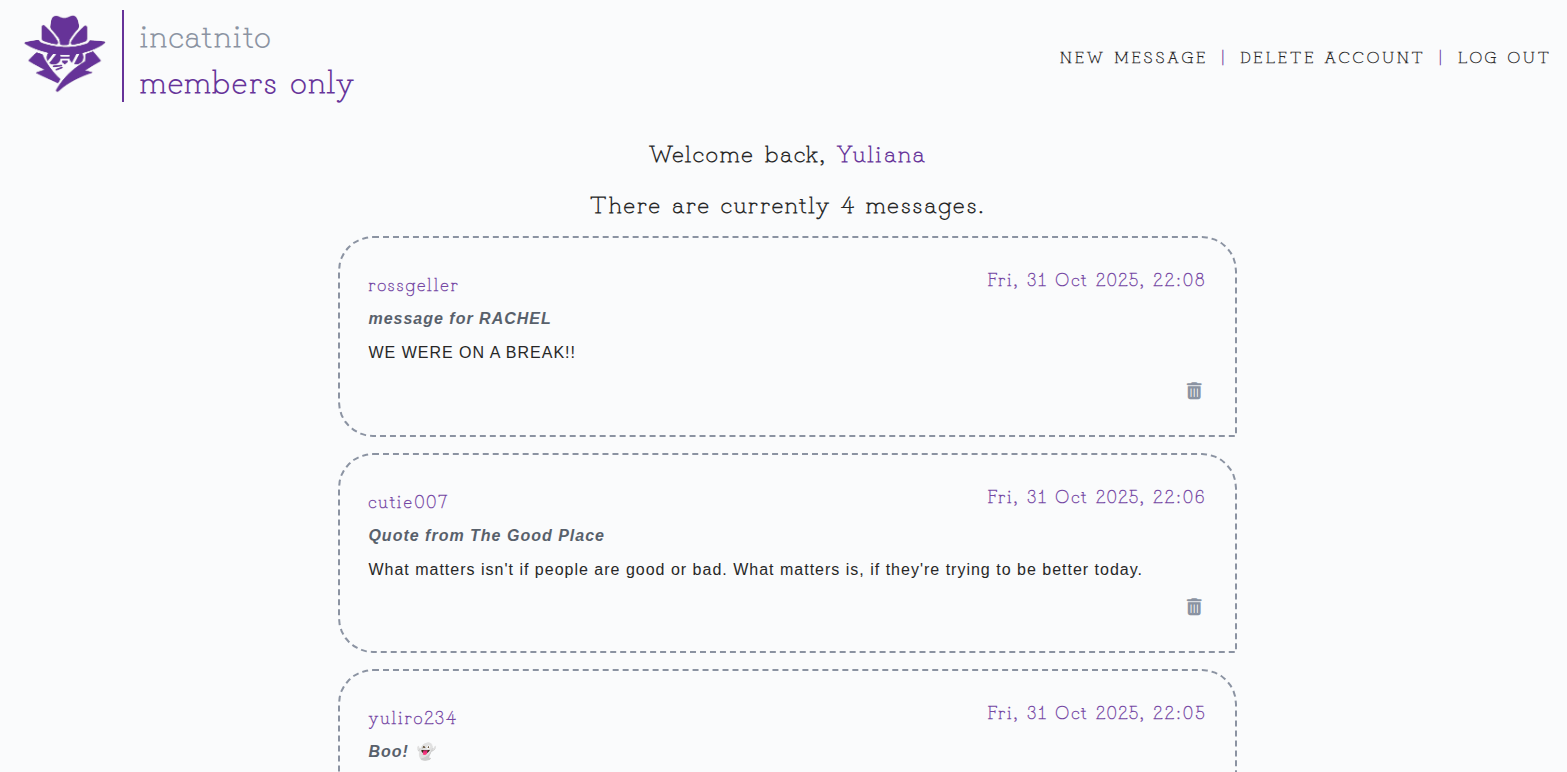 incatnito
members only
NEW MESSAGE | DELETE ACCOUNT | LOG OUT
Welcome back, Yuliana
There are currently 4 messages.
rossgeller
Fri, 31 Oct 2025, 22:08
message for RACHEL
WE WERE ON A BREAK!!
cutie007
Fri, 31 Oct 2025, 22:06
Quote from The Good Place
What matters isn't if people are good or bad. What matters is, if they're trying to be better today.
yuliro234
Fri, 31 Oct 2025, 22:05
Boo! 👻